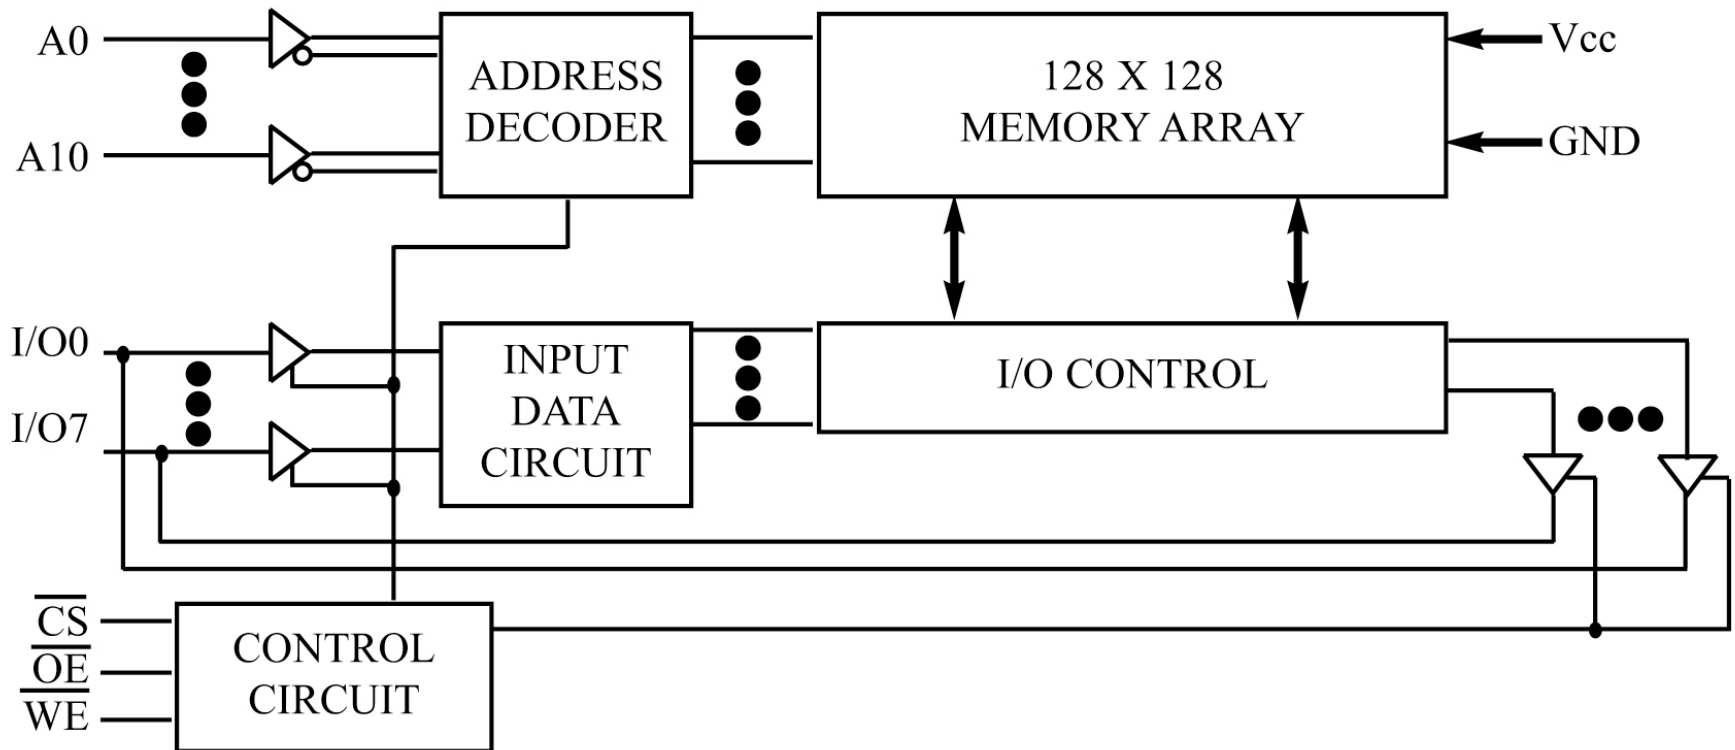 A0
A10
ADDRESS
DECODER
128 X 128
MEMORY ARRAY
Vcc
GND
I/O0
I/O7
INPUT
DATA
CIRCUIT
I/O CONTROL
CS
OE
WE
CONTROL
CIRCUIT